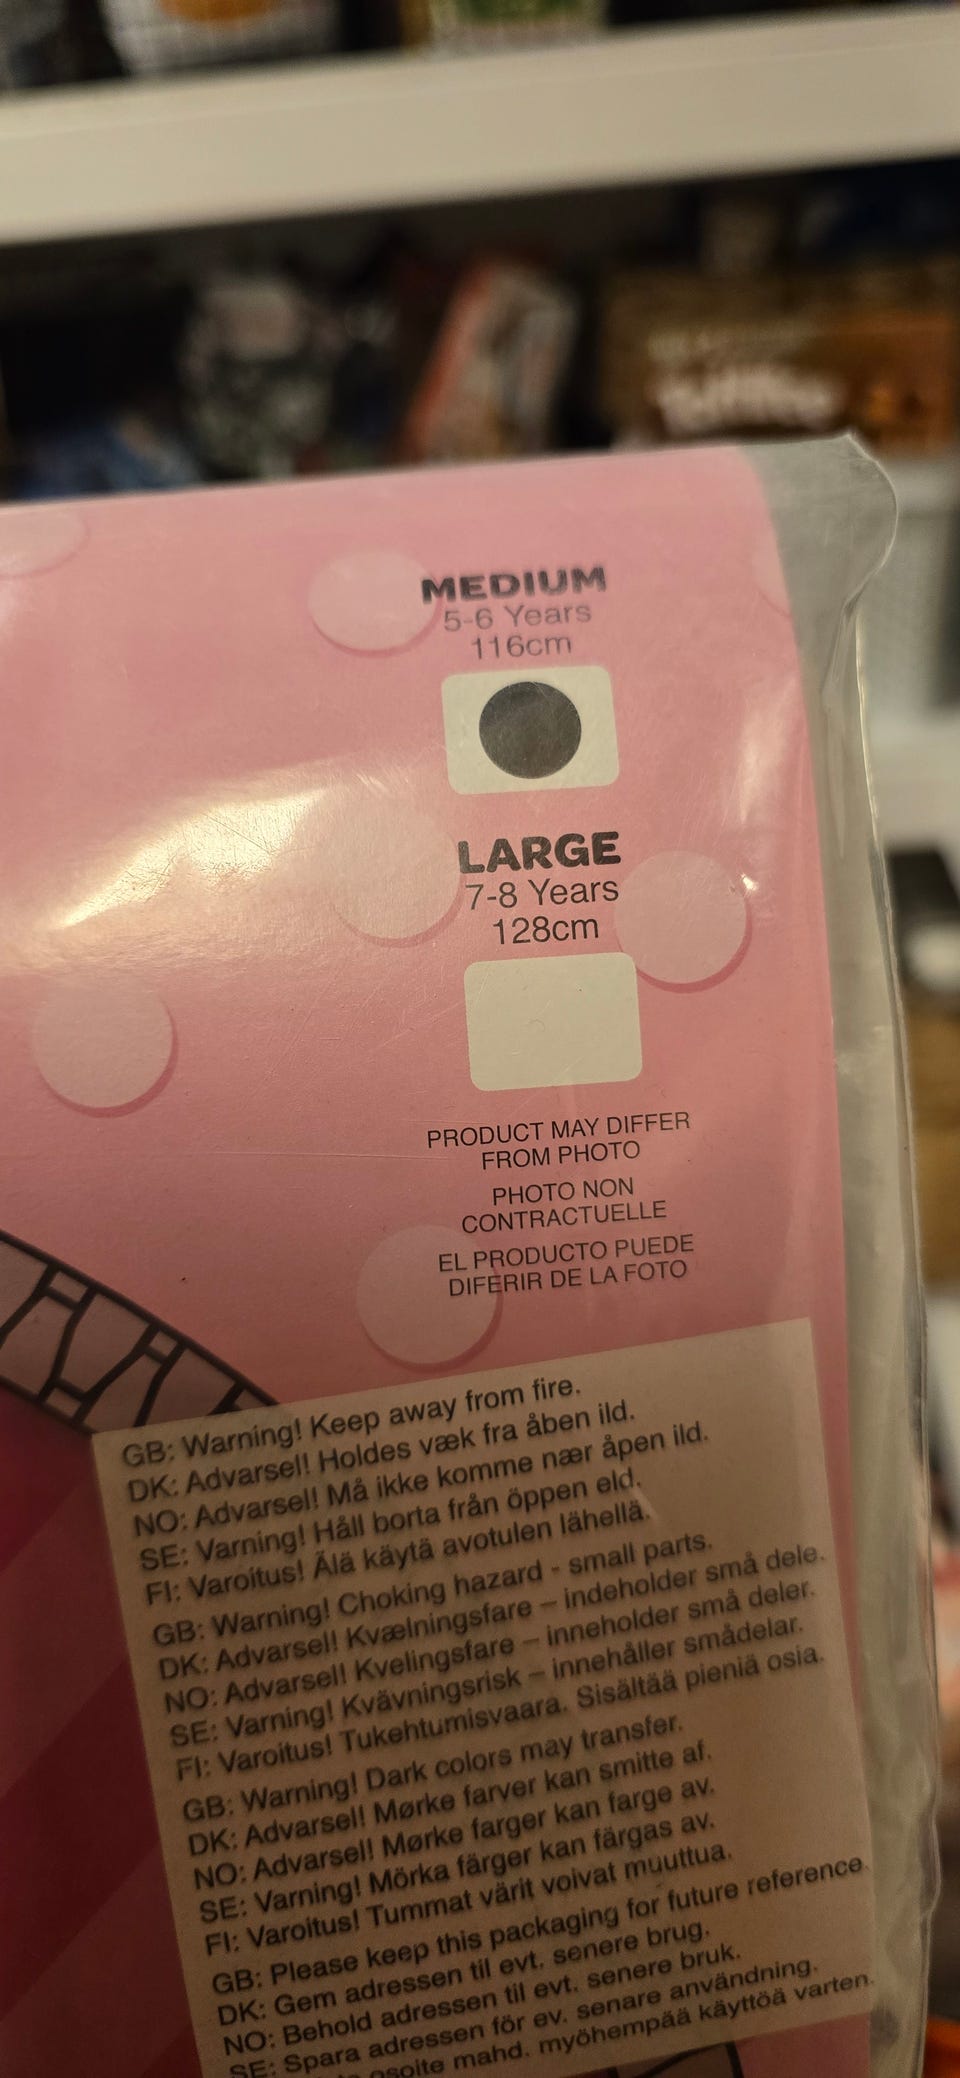 MEDIUM
5-6 Years
116cm
LARGE
7-8 Years
128cm
PRODUCT MAY DIFFER
FROM PHOTO
PHOTO NON
CONTRACTUELLE
EL PRODUCTO PUEDE
DIFERIR DE LA FOTO
GB: Warning! Keep away from fire.
DK: Advarsel! Holdes væk fra åben ild.
NO: Advarsel! Må ikke komme nær åpen ild.
SE: Varning! Håll borta från öppen eld.
FI: Varoitus! Älä käytä avotulen lähellä.
GB: Warning! Choking hazard - small parts.
DK: Advarsel! Kvælningsfare – indeholder små dele.
NO: Advarsel! Kvelingsfare – inneholder små deler.
SE: Varning! Kvävningsrisk – innehåller smådelar.
FI: Varoitus! Tukehtumisvaara. Sisältää pieniä osia.
GB: Warning! Dark colors may transfer.
DK: Advarsel! Mørke farver kan smitte af.
NO: Advarsel! Mørke farger kan farge av.
SE: Varning! Mörka färger kan färgas av.
FI: Varoitus! Tummat värit voivat muuttua.
GB: Please keep this packaging for future reference.
DK: Gem adressen til evt. senere brug.
NO: Behold adressen til evt. senere bruk.
SE: Spara adressen för ev. senare användning.
osoite mahd. myöhempää käyttöä varten.